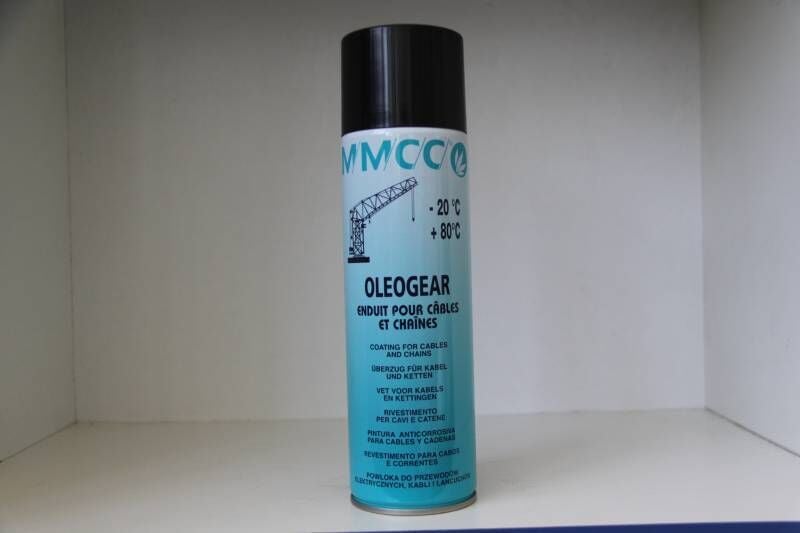 M/M/C/C/
- 20 °C
+ 80°C
OLEOGEAR
ENDUIT POUR CÂBLES
ET CHAÎNES
COATING FOR CABLES
AND CHAINS
ÜBERZUG FÜR KABEL
UND KETTEN
VET VOOR KABELS
EN KETTINGEN
RIVESTIMENTO
PER CAVI E CATENE
PINTURA ANTICORROSIVA
PARA CABLES Y CADENAS
REVESTIMENTO PARA CABOS
E CORRENTES
POWLOKA DO PRZEWODÓW
ELEKTRYCZNYCH, KABLI I LANCUCHÓW